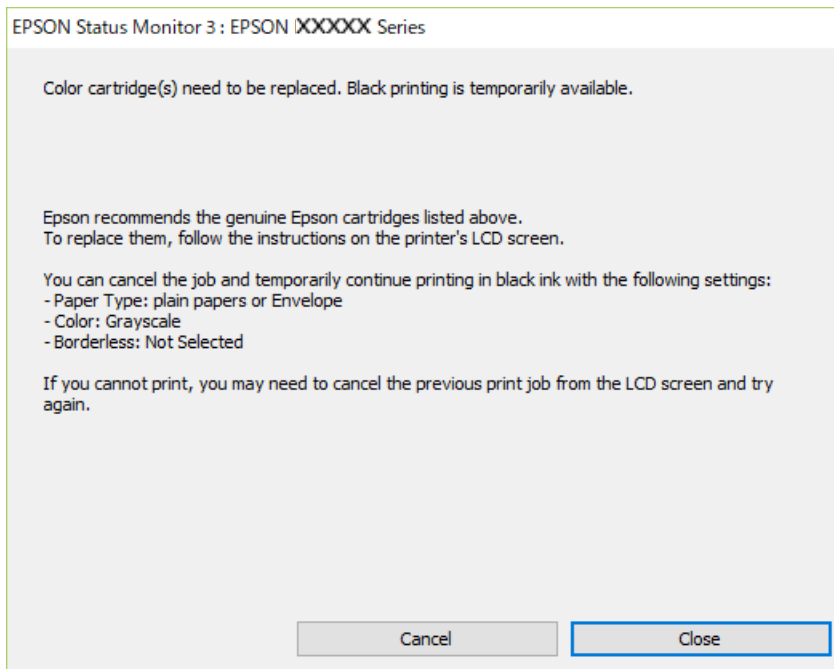 EPSON Status Monitor 3 : EPSON XXXXX Series
Color cartridge(s) need to be replaced. Black printing is temporarily available.
Epson recommends the genuine Epson cartridges listed above.
To replace them, follow the instructions on the printer's LCD screen.
You can cancel the job and temporarily continue printing in black ink with the following settings:
- Paper Type: plain papers or Envelope
- Color: Grayscale
- Borderless: Not Selected
If you cannot print, you may need to cancel the previous print job from the LCD screen and try
again.
Cancel
Close